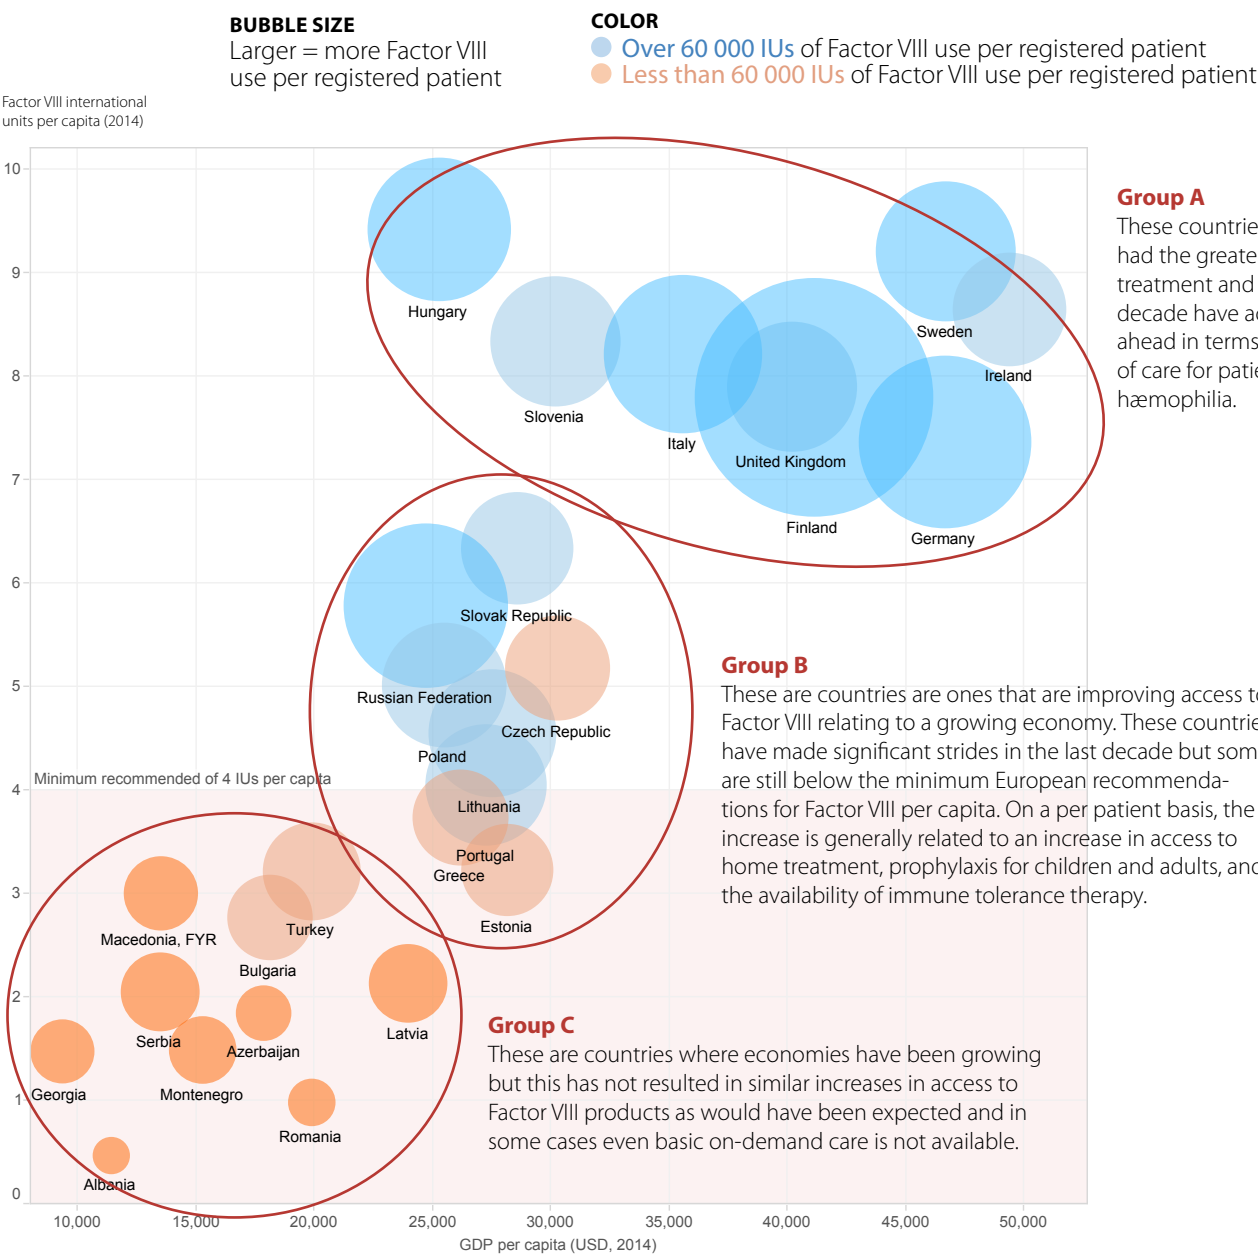 BUBBLE SIZE
Larger = more Factor VIII
use per registered patient
COLOR
Over 60 000 IUs of Factor VIII use per registered patient
Less than 60 000 IUs of Factor VIII use per registered patient
Factor VIII international
units per capita (2014)
10
9
8
7
6
5
4
3
2
1
0
Hungary
Slovenia
Italy
United Kingdom
Finland
Sweden
Ireland
Germany
Group A
These countrie
had the greate
treatment and
decade have a
ahead in terms
of care for patie
hæmophilia.
Slovak Republic
Russian Federation
Czech Republic
Poland
Lithuania
Portugal
Greece
Estonia
Group B
These are countries are ones that are improving access to
Factor VIII relating to a growing economy. These countrie
have made significant strides in the last decade but som
are still below the minimum European recommenda-
tions for Factor VIII per capita. On a per patient basis, the
increase is generally related to an increase in access to
home treatment, prophylaxis for children and adults, and
the availability of immune tolerance therapy.
Minimum recommended of 4 IUs per capita
Macedonia, FYR
Turkey
Bulgaria
Serbia
Azerbaijan
Latvia
Georgia
Montenegro
Romania
Albania
Group C
These are countries where economies have been growing
but this has not resulted in similar increases in access to
Factor VIII products as would have been expected and in
some cases even basic on-demand care is not available.
10,000
15,000
20,000
25,000
30,000
35,000
40,000
45,000
50,000
GDP per capita (USD, 2014)